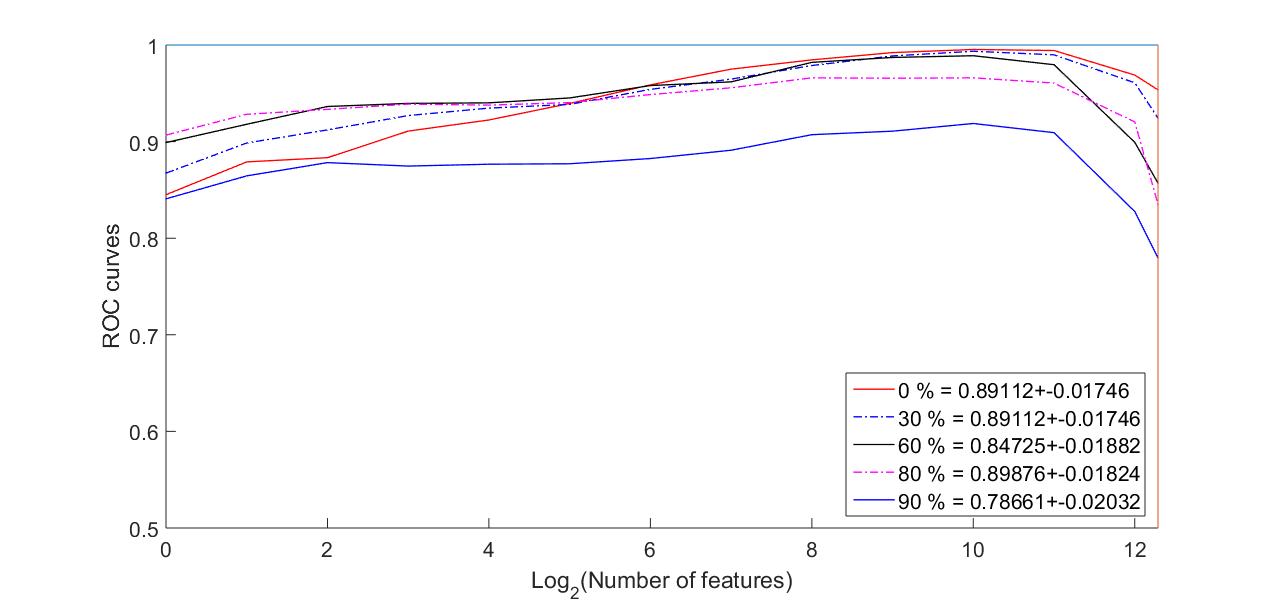 1
0.9
0.8
0.7
0.6
0.5
ROC curves
0 2 4 6 8 10 12
Log2(Number of features)
0 % = 0.89112+-0.01746
30 % = 0.89112+-0.01746
60 % = 0.84725+-0.01882
80 % = 0.89876+-0.01824
90 % = 0.78661+-0.02032